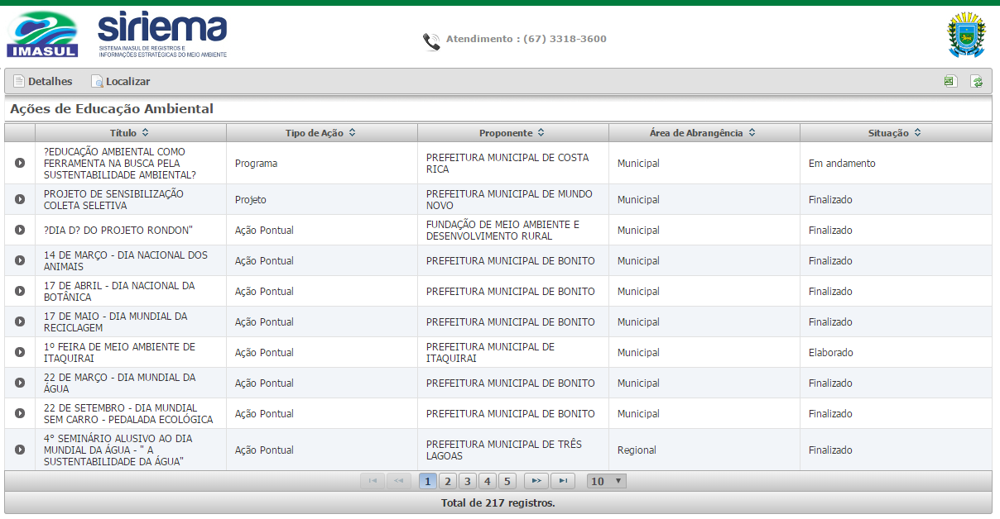 IMASUL
siriema
SISTEMA IMASUL DE REGISTROS E
INFORMAÇÕES ESTRATÉGICAS DO MEIO AMBIENTE
Atendimento : (67) 3318-3600
Detalhes Localizar
Ações de Educação Ambiental
Título Tipo de Ação Proponente Área de Abrangência Situação
?EDUCAÇÃO AMBIENTAL COMO
FERRAMENTA NA BUSCA PELA
SUSTENTABILIDADE AMBIENTAL?
Programa
PREFEITURA MUNICIPAL DE COSTA
RICA
Municipal
Em andamento
PROJETO DE SENSIBILIZAÇÃO
COLETA SELETIVA
Projeto
PREFEITURA MUNICIPAL DE MUNDO
NOVO
Municipal
Finalizado
?DIA D? DO PROJETO RONDON"
Ação Pontual
FUNDAÇÃO DE MEIO AMBIENTE E
DESENVOLVIMENTO RURAL
Municipal
Finalizado
14 DE MARÇO - DIA NACIONAL DOS
ANIMAIS
Ação Pontual
PREFEITURA MUNICIPAL DE BONITO
Municipal
Finalizado
17 DE ABRIL - DIA NACIONAL DA
BOTÂNICA
Ação Pontual
PREFEITURA MUNICIPAL DE BONITO
Municipal
Finalizado
17 DE MAIO - DIA MUNDIAL DA
RECICLAGEM
Ação Pontual
PREFEITURA MUNICIPAL DE BONITO
Municipal
Finalizado
1º FEIRA DE MEIO AMBIENTE DE
ITAQUIRAI
Ação Pontual
PREFEITURA MUNICIPAL DE
ITAQUIRAI
Municipal
Elaborado
22 DE MARÇO - DIA MUNDIAL DA
ÁGUA
Ação Pontual
PREFEITURA MUNICIPAL DE BONITO
Municipal
Finalizado
22 DE SETEMBRO - DIA MUNDIAL
SEM CARRO - PEDALADA ECOLÓGICA
Ação Pontual
PREFEITURA MUNICIPAL DE BONITO
Municipal
Finalizado
4° SEMINÁRIO ALUSIVO AO DIA
MUNDIAL DA ÁGUA - " A
SUSTENTABILIDADE DA ÁGUA"
Ação Pontual
PREFEITURA MUNICIPAL DE TRÊS
LAGOAS
Regional
Finalizado
1 2 3 4 5 10
Total de 217 registros.